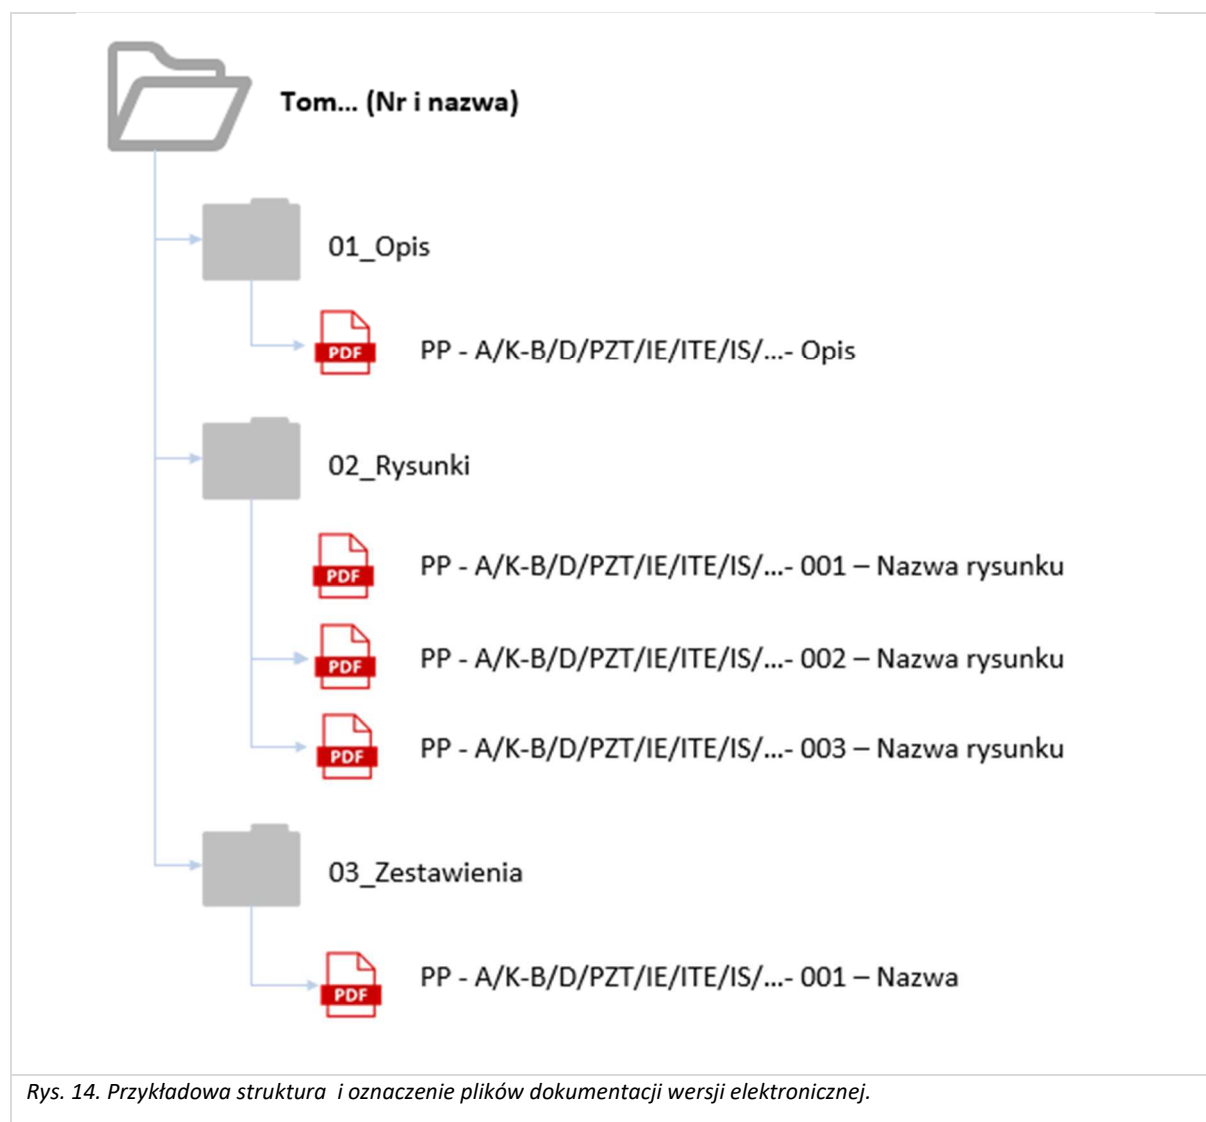 Tom... (Nr i nazwa)
01_Opis
PDF PP - A/K-B/D/PZT/IE/ITE/IS/...- Opis
02_Rysunki
PDF PP - A/K-B/D/PZT/IE/ITE/IS/...- 001 – Nazwa rysunku
PDF PP - A/K-B/D/PZT/IE/ITE/IS/...- 002 – Nazwa rysunku
PDF PP - A/K-B/D/PZT/IE/ITE/IS/...- 003 – Nazwa rysunku
03_Zestawienia
PDF PP - A/K-B/D/PZT/IE/ITE/IS/...- 001 – Nazwa
Rys. 14. Przykładowa struktura  i oznaczenie plików dokumentacji wersji elektronicznej.